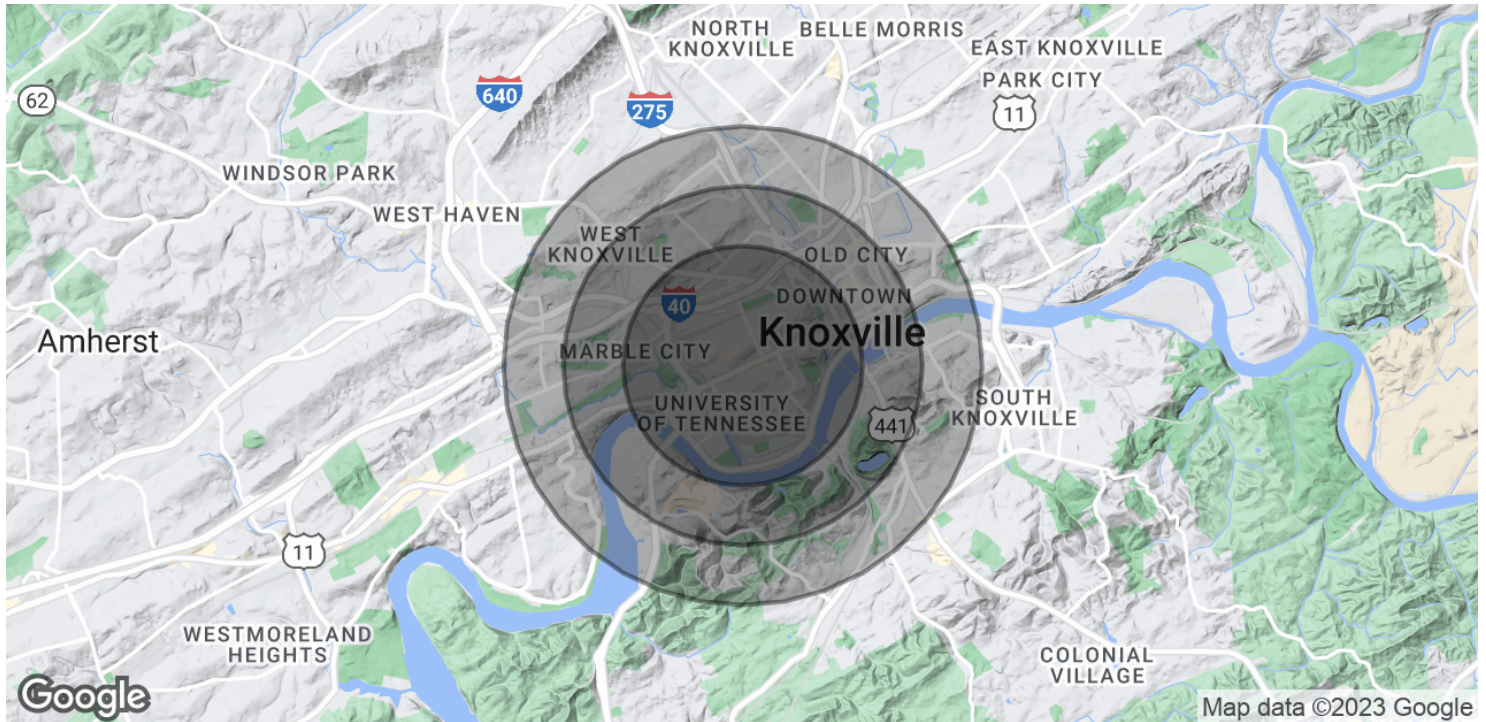 NORTH
KNOXVILLE
BELLE MORRIS
EAST KNOXVILLE
PARK CITY
62
640
275
11
WINDSOR PARK
WEST HAVEN
WEST
KNOXVILLE
OLD CITY
40
DOWNTOWN
Knoxville
Amherst
MARBLE CITY
UNIVERSITY
OF TENNESSEE
441
SOUTH
KNOXVILLE
11
WESTMORELAND
HEIGHTS
COLONIAL
VILLAGE
Google
Map data ©2023 Google